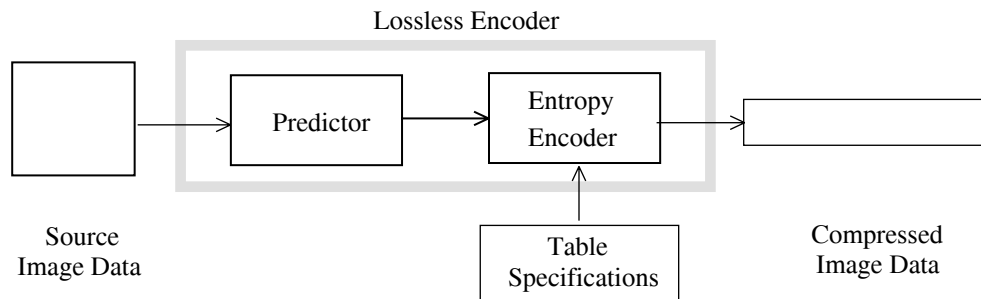 Lossless Encoder
Predictor
Entropy
Encoder
Source
Image Data
Table
Specifications
Compressed
Image Data